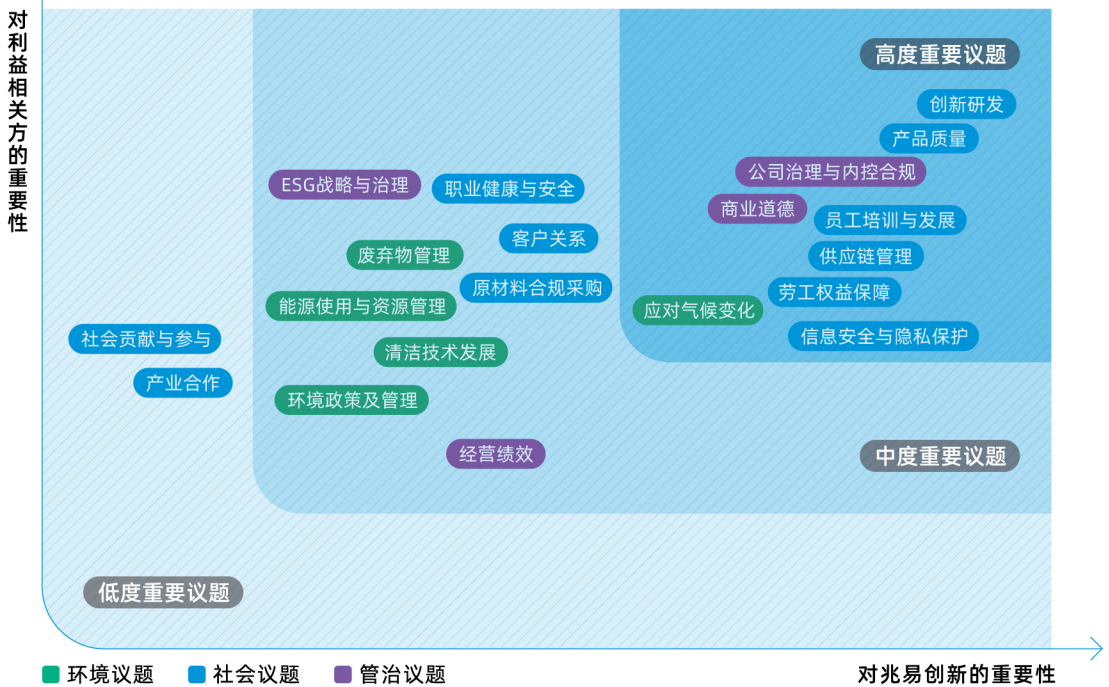 对利益相关方的重要性
高度重要议题
创新研发
产品质量
公司治理与内控合规
商业道德
员工培训与发展
供应链管理
劳工权益保障
应对气候变化
信息安全与隐私保护
ESG战略与治理
职业健康与安全
客户关系
废弃物管理
原材料合规采购
能源使用与资源管理
清洁技术发展
环境政策及管理
经营绩效
中度重要议题
社会贡献与参与
产业合作
低度重要议题
环境议题
社会议题
管治议题
对兆易创新的重要性